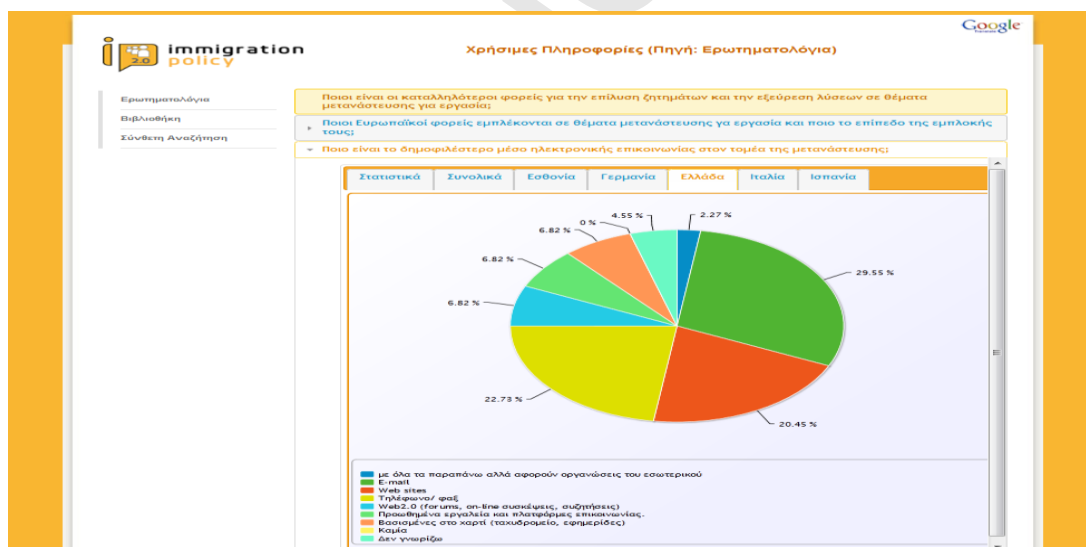 Google
Translate
i 2.0 immigration
policy
Χρήσιμες Πληροφορίες (Πηγή: Ερωτηματολόγια)
Ερωτηματολόγια
Βιβλιοθήκη
Σύνθετη Αναζήτηση
Ποιοι είναι οι καταλληλότεροι φορείς για την επίλυση ζητημάτων και την εξεύρεση λύσεων σε θέματα
μετανάστευσης για εργασία;
Ποιοι Ευρωπαϊκοί φορείς εμπλέκονται σε θέματα μετανάστευσης γα εργασία και ποιο το επίπεδο της εμπλοκής
τους;
Ποιο είναι το δημοφιλέστερο μέσο ηλεκτρονικής επικοινωνίας στον τομέα της μετανάστευσης;
Στατιστικά Συνολικά Εσθονία Γερμανία Ελλάδα Ιταλία Ισπανία
4.55 % 2.27 %
0 %
6.82 %
6.82 %
29.55 %
6.82 %
22.73 %
20.45 %
με όλα τα παραπάνω αλλά αφορούν οργανώσεις του εσωτερικού
E-mail
Web sites
Τηλέφωνο/ φαξ
Web2.0 (forums, on-line συσκέψεις, συζητήσεις)
Προωθημένα εργαλεία και πλατφόρμες επικοινωνίας.
Βασισμένες στο χαρτί (ταχυδρομείο, εφημερίδες)
Καμία
Δεν γνωρίζω